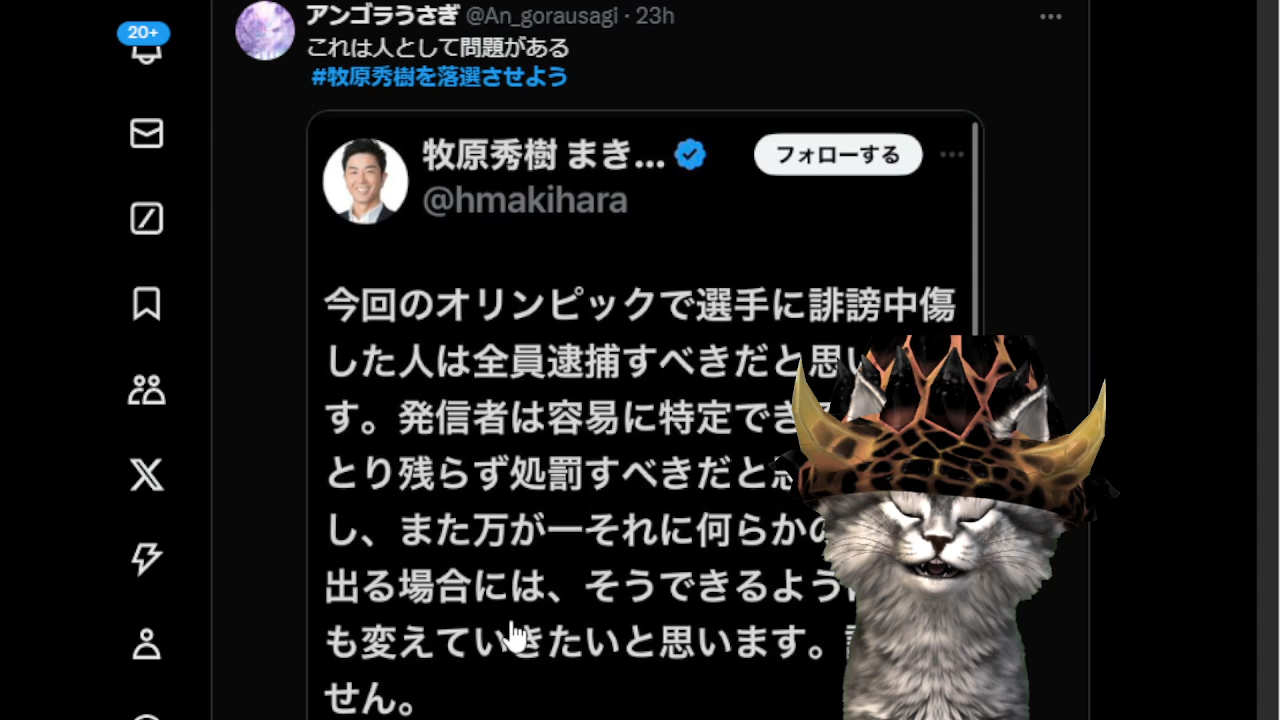 20+
アンゴラうさぎ @An_gorausagi · 23h
これは人として問題がある
#牧原秀樹を落選させよう
牧原秀樹 まき...
フォローする
@hmakihara
今回のオリンピックで選手に誹謗中傷
した人は全員逮捕すべきだと思い
す。発信者は容易に特定でき
とり残らず処罰すべきだと
し、また万が一それに何らかの
出る場合には、そうできるよう
も変えていきたいと思います。
せん。